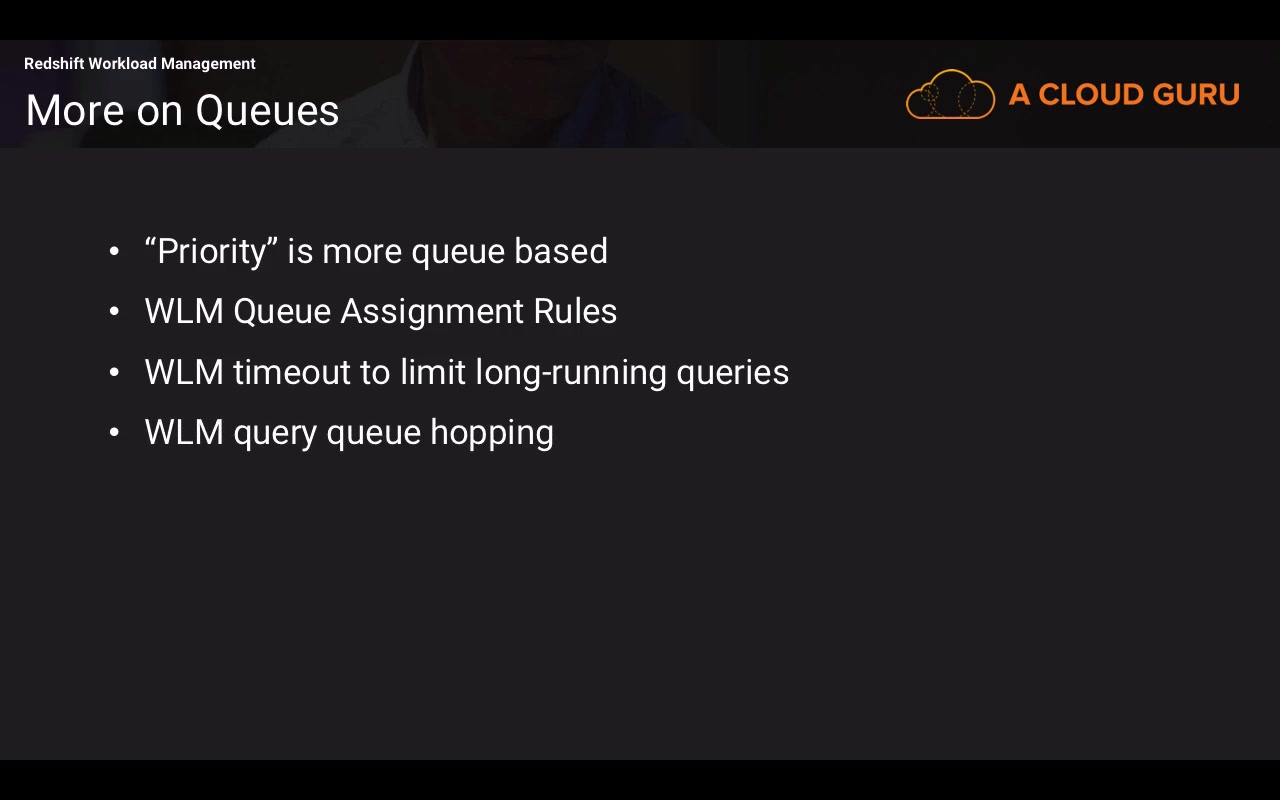 Redshift Workload Management
More on Queues
A CLOUD GURU
• “Priority” is more queue based
• WLM Queue Assignment Rules
• WLM timeout to limit long-running queries
• WLM query queue hopping